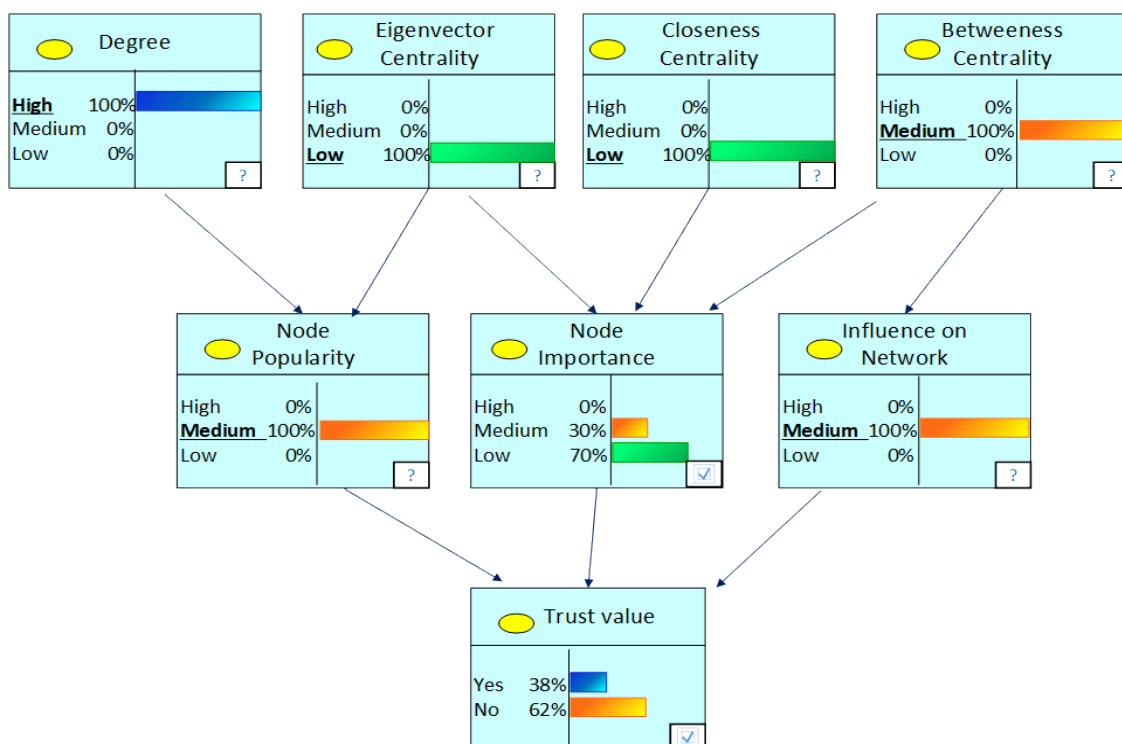 Degree
High 100%
Medium 0%
Low 0%
?
Eigenvector
Centrality
High 0%
Medium 0%
Low 100%
?
Closeness
Centrality
High 0%
Medium 0%
Low 100%
?
Betweeness
Centrality
High 0%
Medium 100%
Low 0%
?
Node
Popularity
High 0%
Medium 100%
Low 0%
?
Node
Importance
High 0%
Medium 30%
Low 70%
Influence on
Network
High 0%
Medium 100%
Low 0%
?
Trust value
Yes 38%
No 62%